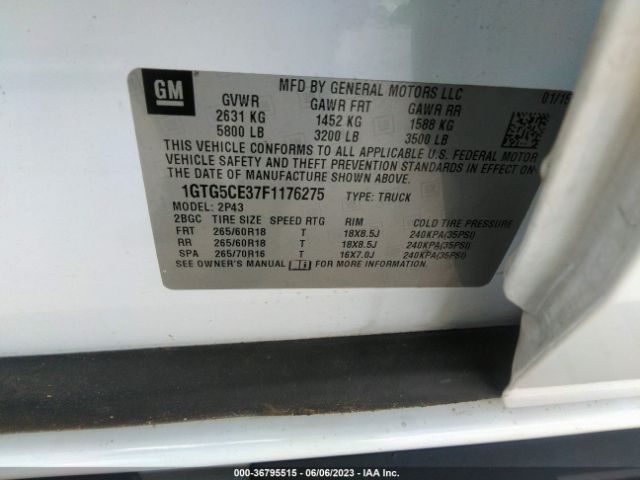 GM
MFD BY GENERAL MOTORS LLC
01/15
GVWR GAWR FRT GAWR RR
2631 KG 1452 KG 1588 KG
5800 LB 3200 LB 3500 LB
THIS VEHICLE CONFORMS TO ALL APPLICABLE U.S. FEDERAL MOTOR
VEHICLE SAFETY AND THEFT PREVENTION STANDARDS IN EFFECT ON
THE DATE OF MANUFACTURE SHOWN ABOVE.
1GTG5CE37F1176275 TYPE: TRUCK
MODEL: 2P43
2BGC TIRE SIZE SPEED RTG RIM COLD TIRE PRESSURE
FRT 265/60R18 T 18X8.5J 240KPA(35PSI)
RR 265/60R18 T 18X8.5J 240KPA(35PSI)
SPA 265/70R16 T 16X7.0J 240KPA(35PSI)
SEE OWNER'S MANUAL FOR MORE INFORMATION.
000-36795515 - 06/06/2023 - IAA Inc.